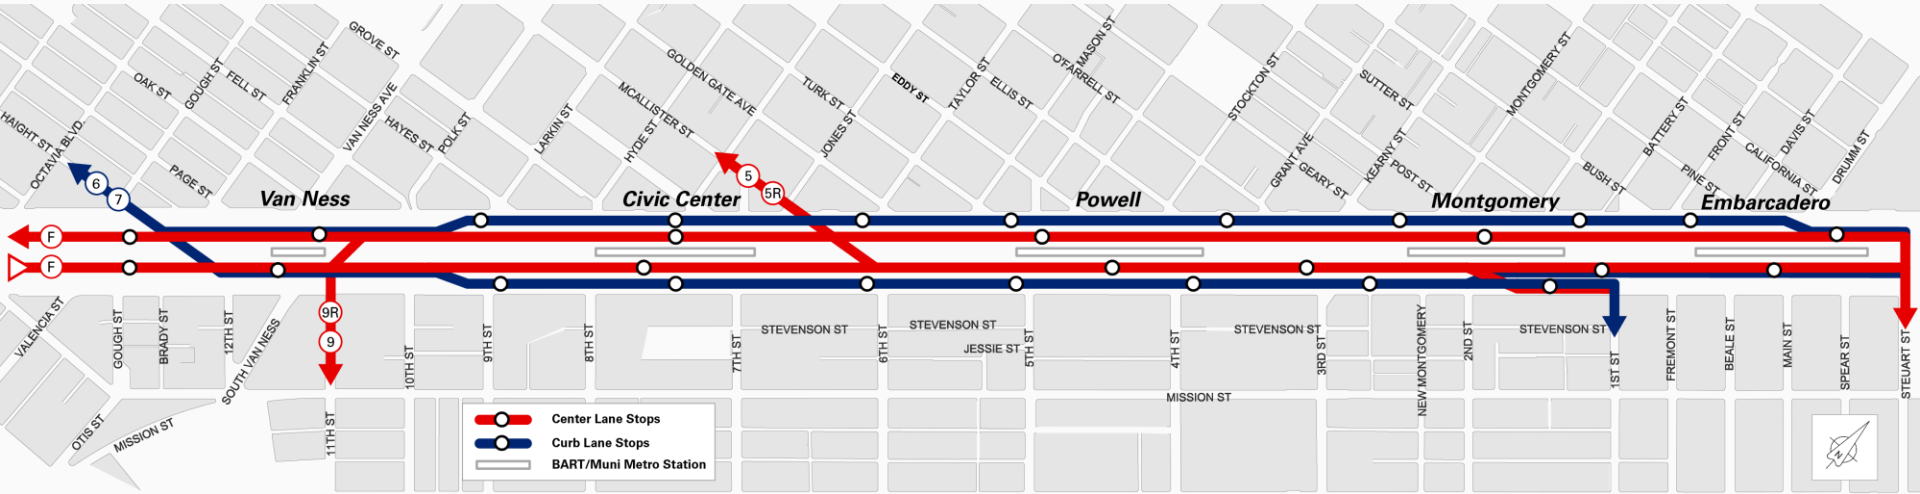 GROVE ST
FRANKLIN ST
GOUGH ST
FELL ST
OAK ST
HAIGHT ST
OCTAVIA BLVD.
PAGE ST
VAN NESS AVE
HAYES ST
POLK ST
LARKIN ST
GOLDEN GATE AVE
MCALLISTER ST
HYDE ST
TURK ST
JONES ST
EDDY ST
TAYLOR ST
ELLIS ST
MASON ST
O'FARRELL ST
STOCKTON ST
GRANT AVE
GEARY ST
KEARNY ST
SUTTER ST
POST ST
MONTGOMERY ST
BUSH ST
BATTERY ST
PINE ST
FRONT ST
CALIFORNIA ST
DAVIS ST
DRUMM ST
6
7
5
5R
Van Ness
Civic Center
Powell
Montgomery
Embarcadero
F
F
9R
9
VALENCIA ST
GOUGH ST
BRADY ST
12TH ST
SOUTH VAN NESS
OTIS ST
MISSION ST
11TH ST
10TH ST
9TH ST
8TH ST
7TH ST
STEVENSON ST
6TH ST
STEVENSON ST
JESSIE ST
5TH ST
4TH ST
MISSION ST
STEVENSON ST
3RD ST
NEW MONTGOMERY
2ND ST
STEVENSON ST
1ST ST
FREMONT ST
BEALE ST
MAIN ST
SPEAR ST
STEUART ST
Center Lane Stops
Curb Lane Stops
BART/Muni Metro Station
N